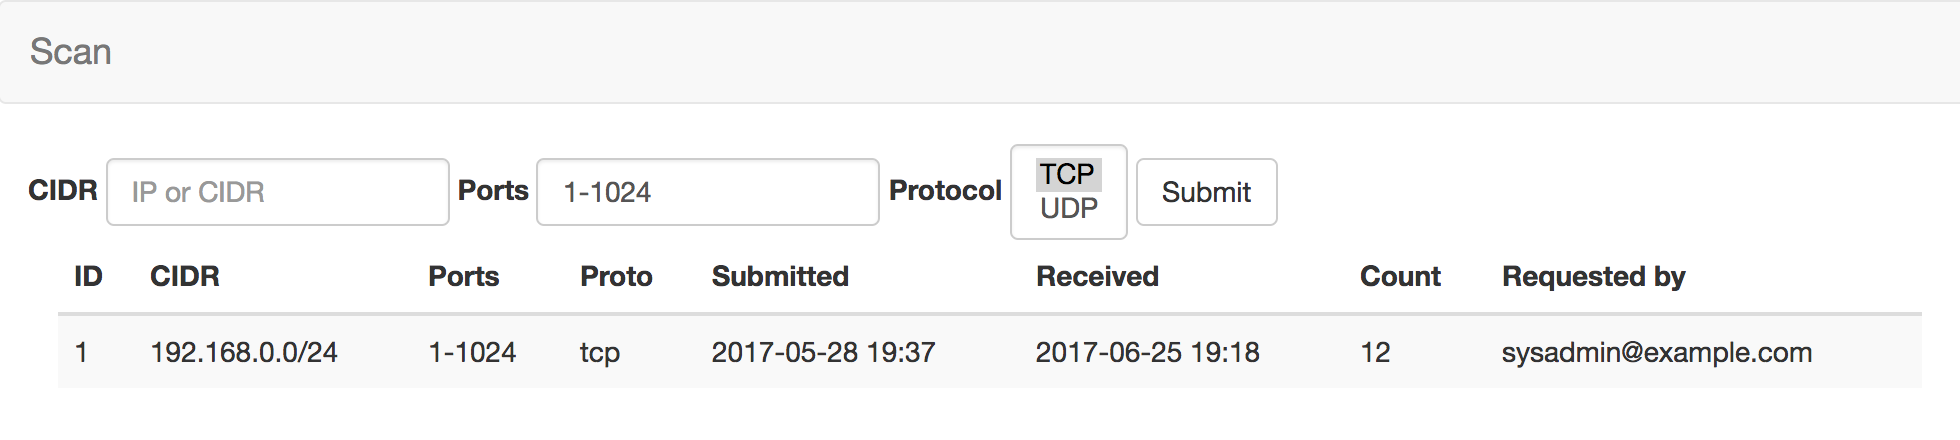 Scan
CIDR IP or CIDR Ports 1-1024 Protocol TCP UDP Submit
ID CIDR Ports Proto Submitted Received Count Requested by
1 192.168.0.0/24 1-1024 tcp 2017-05-28 19:37 2017-06-25 19:18 12 sysadmin@example.com